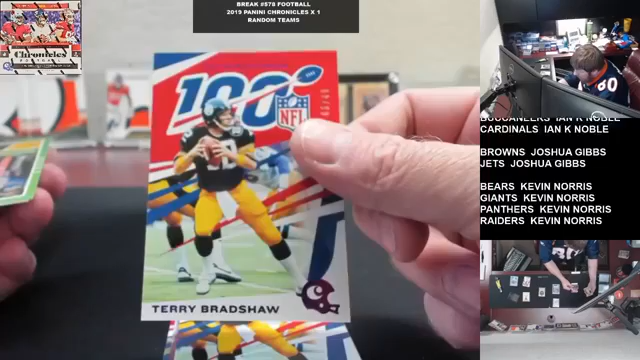 BREAK #578 FOOTBALL
2019 PANINI CHRONICLES X 1
RANDOM TEAMS
Chronicles
100
NFL
TERRY BRADSHAW
80
BUCCANEERS IAN K NOBLE
CARDINALS IAN K NOBLE
BROWNS JOSHUA GIBBS
JETS JOSHUA GIBBS
BEARS KEVIN NORRIS
GIANTS KEVIN NORRIS
PANTHERS KEVIN NORRIS
RAIDERS KEVIN NORRIS